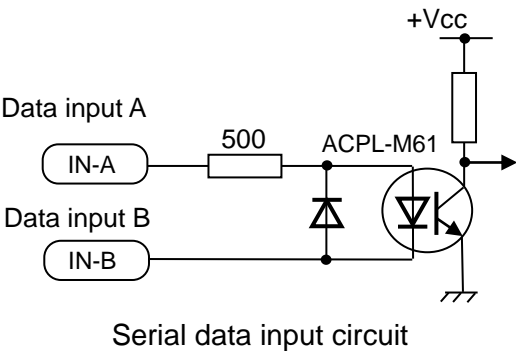 +Vcc
Data input A
500
ACPL-M61
IN-A
Data input B
IN-B
Serial data input circuit